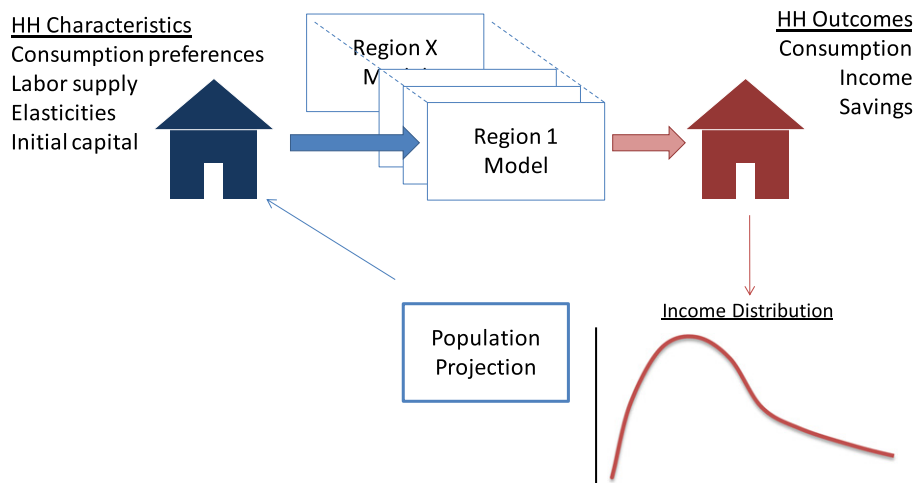 HH Characteristics
Consumption preferences
Labor supply
Elasticities
Initial capital
Region X
Region 1
Model
HH Outcomes
Consumption
Income
Savings
Population
Projection
Income Distribution